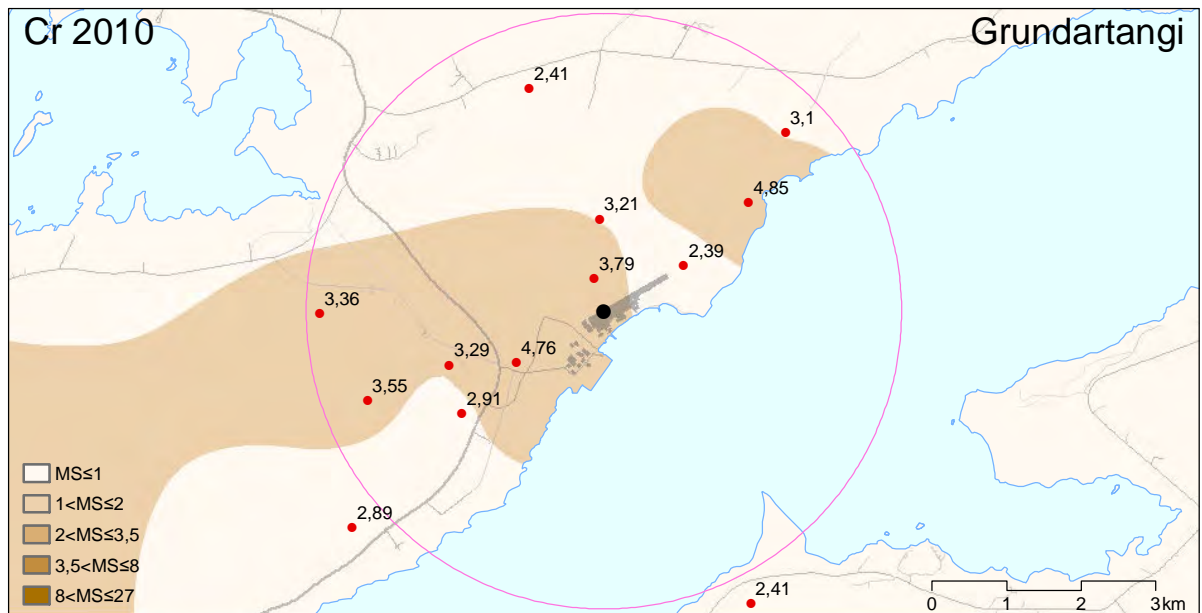 Cr 2010
Grundartangi
2,41
3,1
4,85
3,21
2,39
3,79
3,36
3,29
4,76
3,55
2,91
2,89
2,41
MS≤1
1<MS≤2
2<MS≤3,5
3,5<MS≤8
8<MS≤27
0 1 2 3 km